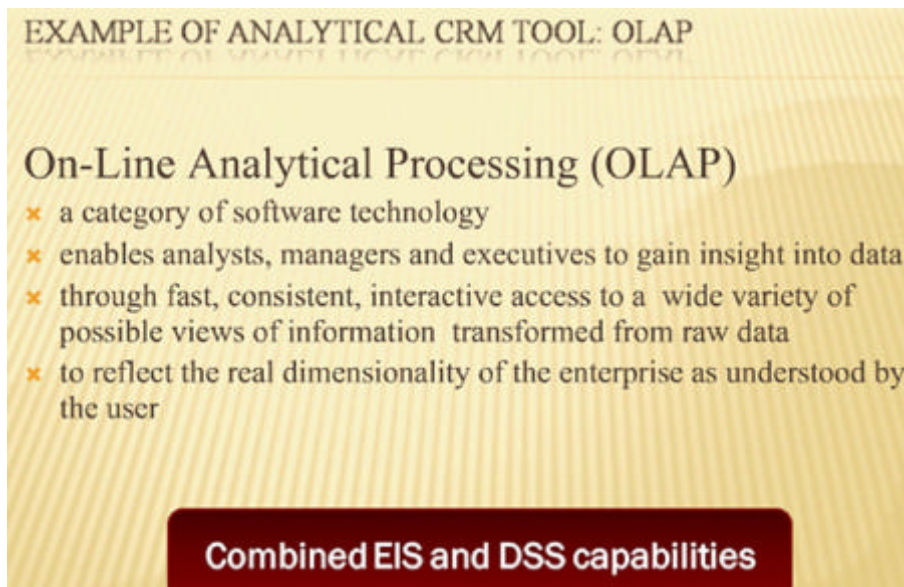 EXAMPLE OF ANALYTICAL CRM TOOL: OLAP
On-Line Analytical Processing (OLAP)
a category of software technology
enables analysts, managers and executives to gain insight into data
through fast, consistent, interactive access to a wide variety of
possible views of information transformed from raw data
to reflect the real dimensionality of the enterprise as understood by
the user
Combined EIS and DSS capabilities